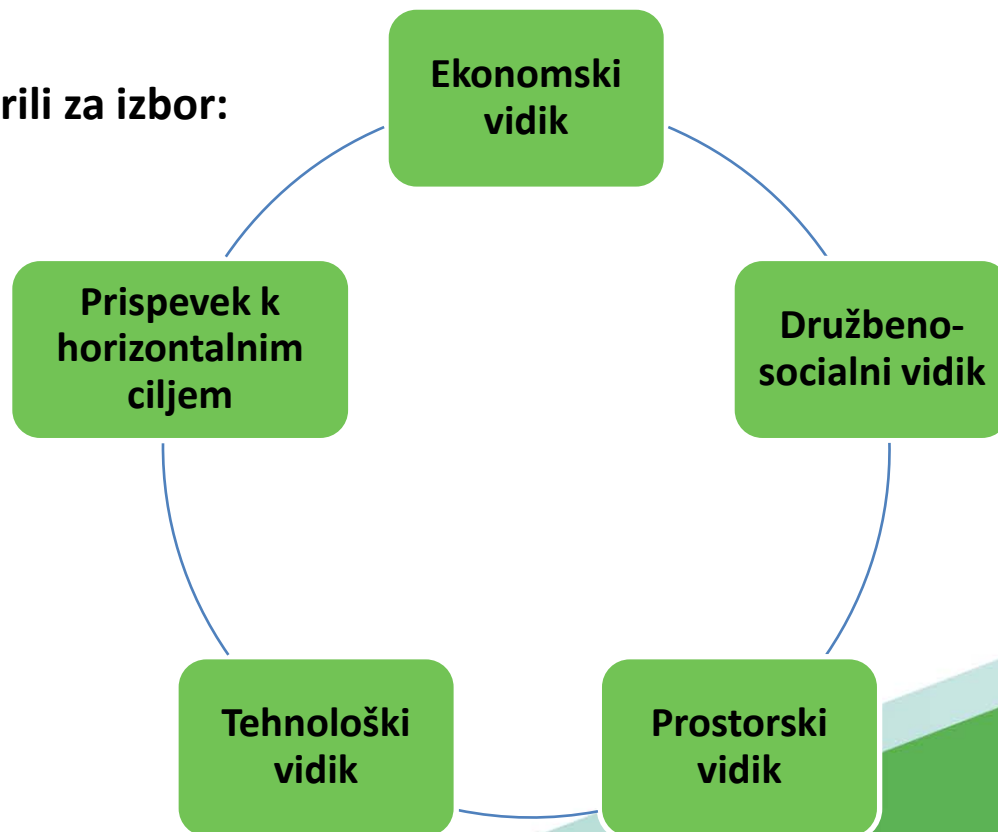 rili za izbor:
Ekonomski
vidik
Družbeno-
socialni vidik
Prostorski
vidik
Tehnološki
vidik
Prispevek k
horizontalnim
ciljem